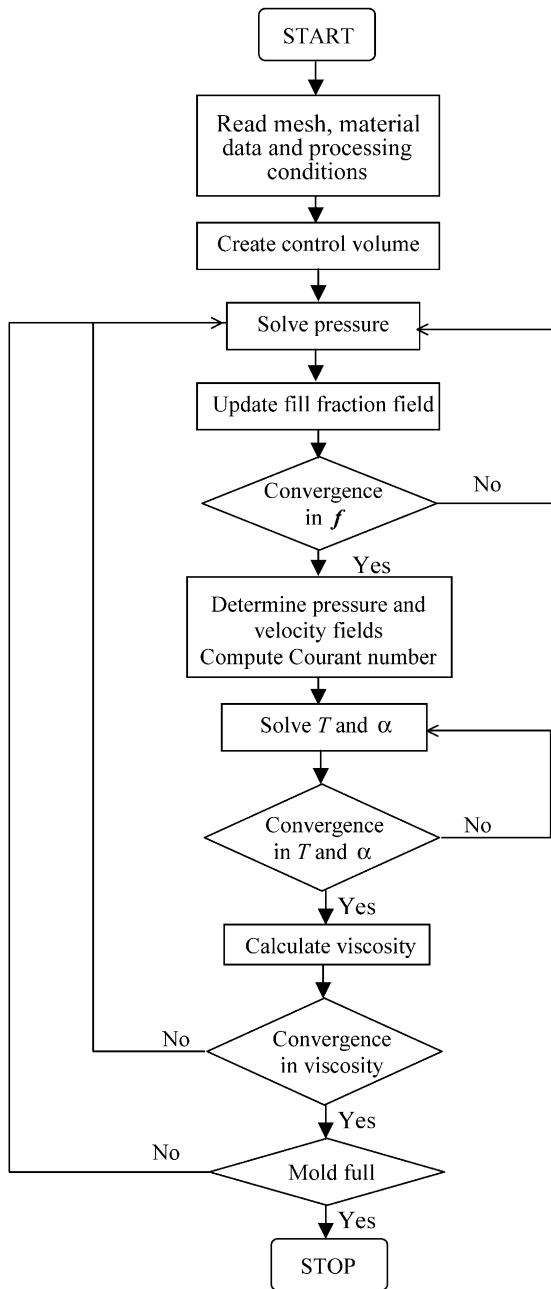 START
Read mesh, material
data and processing
conditions
Create control volume
Solve pressure
Update fill fraction field
Convergence
in f
No
Yes
Determine pressure and
velocity fields
Compute Courant number
Solve T and α
Convergence
in T and α
No
Yes
Calculate viscosity
Convergence
in viscosity
No
Yes
Mold full
No
Yes
STOP